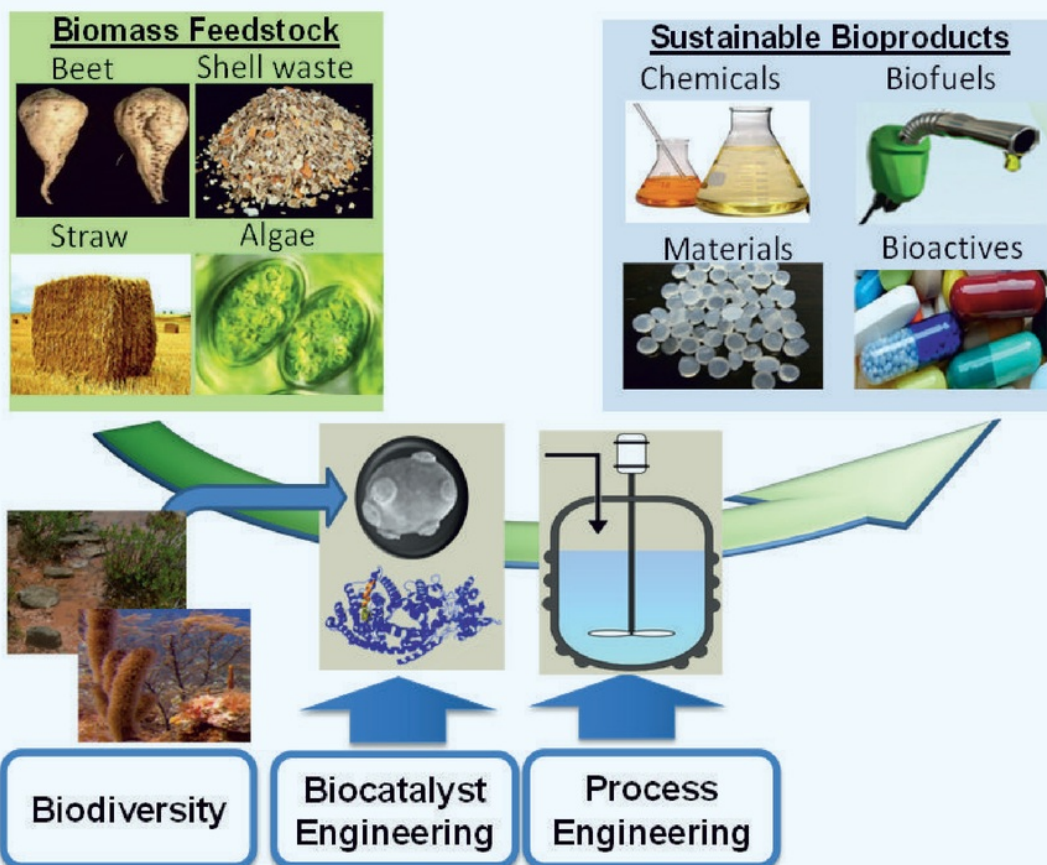 Biomass Feedstock
Beet Shell waste
Straw Algae
Sustainable Bioproducts
Chemicals Biofuels
Materials Bioactives
Biodiversity
Biocatalyst
Engineering
Process
Engineering